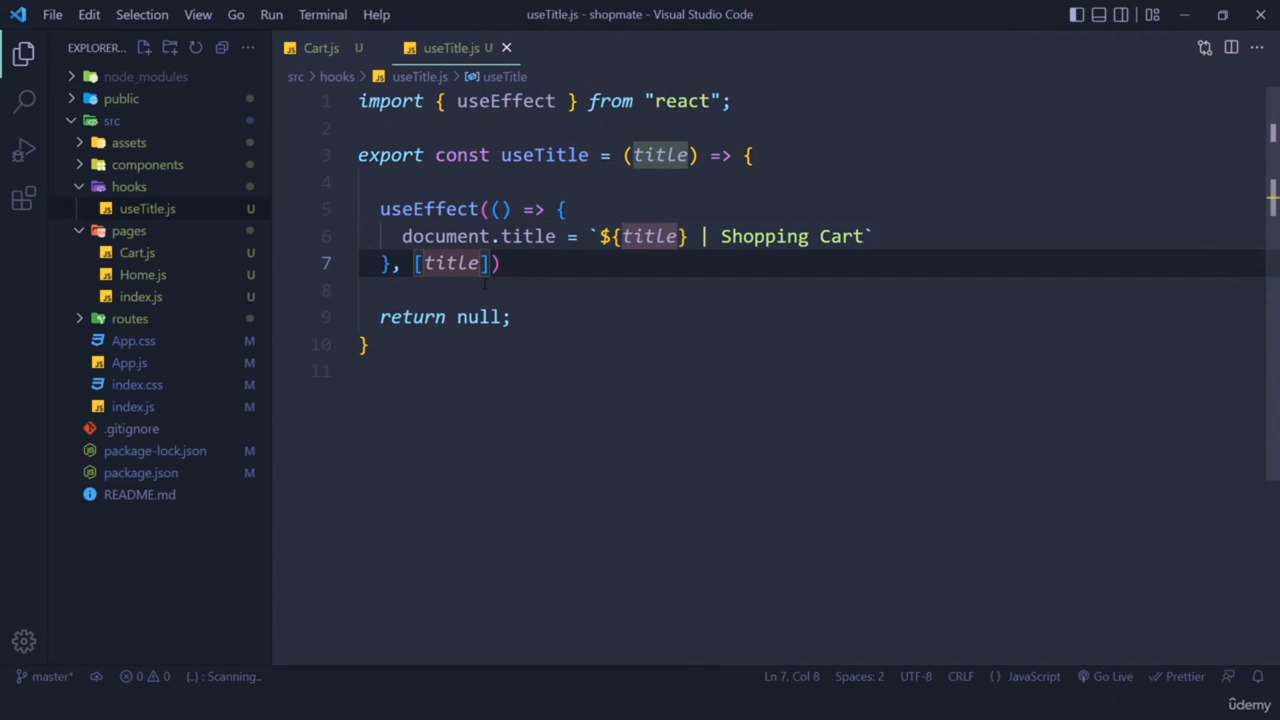 File Edit Selection View Go Run Terminal Help
useTitle.js - shopmate - Visual Studio Code
EXPLORER...
Cart.js U
useTitle.js U
node_modules
src > hooks > useTitle.js > useTitle
public
src
assets
components
hooks
useTitle.js U
pages
Cart.js U
Home.js U
index.js U
routes
App.css M
App.js M
index.css M
index.js M
.gitignore
package-lock.json M
package.json M
README.md
1 import { useEffect } from "react";
2
3 export const useTitle = (title) => {
4
5 useEffect(() => {
6 document.title = `${title} | Shopping Cart`
7 }, [title])
8
9 return null;
10 }
11
master* 0 0 {..} : Scanning..
Ln 7, Col 8 Spaces: 2 UTF-8 CRLF {} JavaScript Go Live Prettier
ûdemy